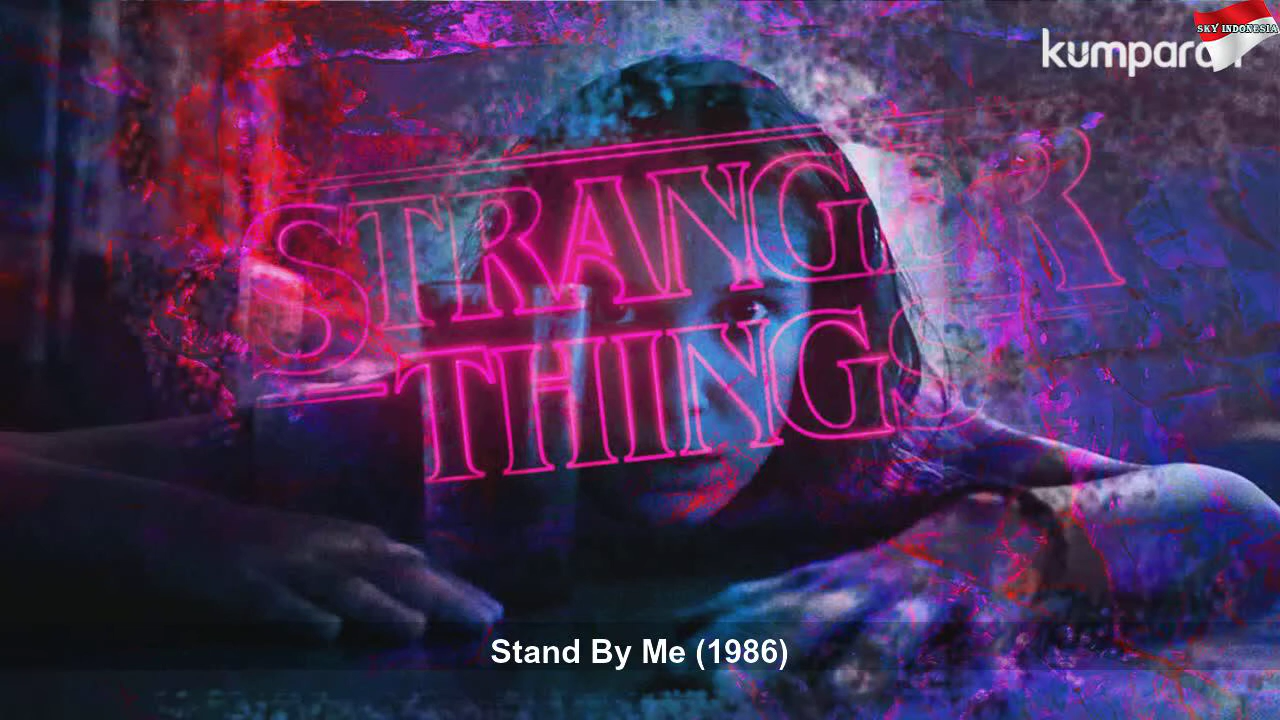 SKY INDONESIA
kumparan
STRANGER
THINGS
Stand By Me (1986)